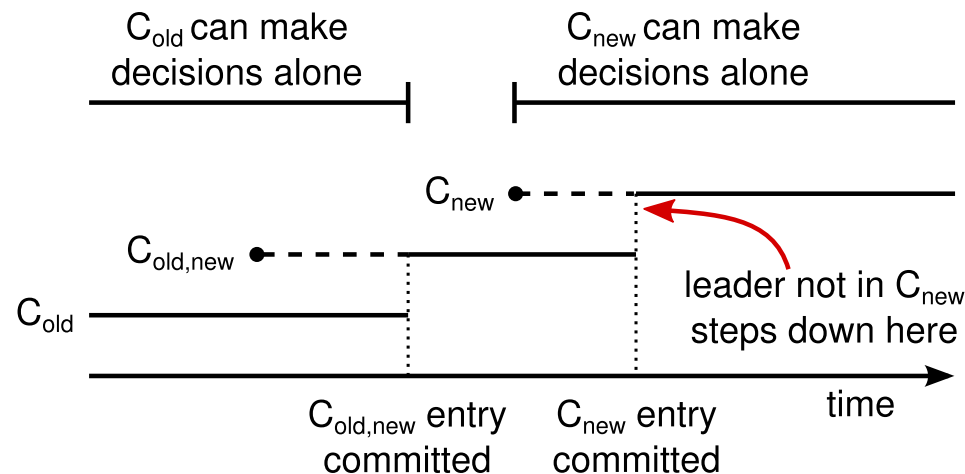 C_old can make
decisions alone
C_new can make
decisions alone
C_new
C_old,new
C_old
leader not in C_new
steps down here
time
C_old,new entry
committed
C_new entry
committed